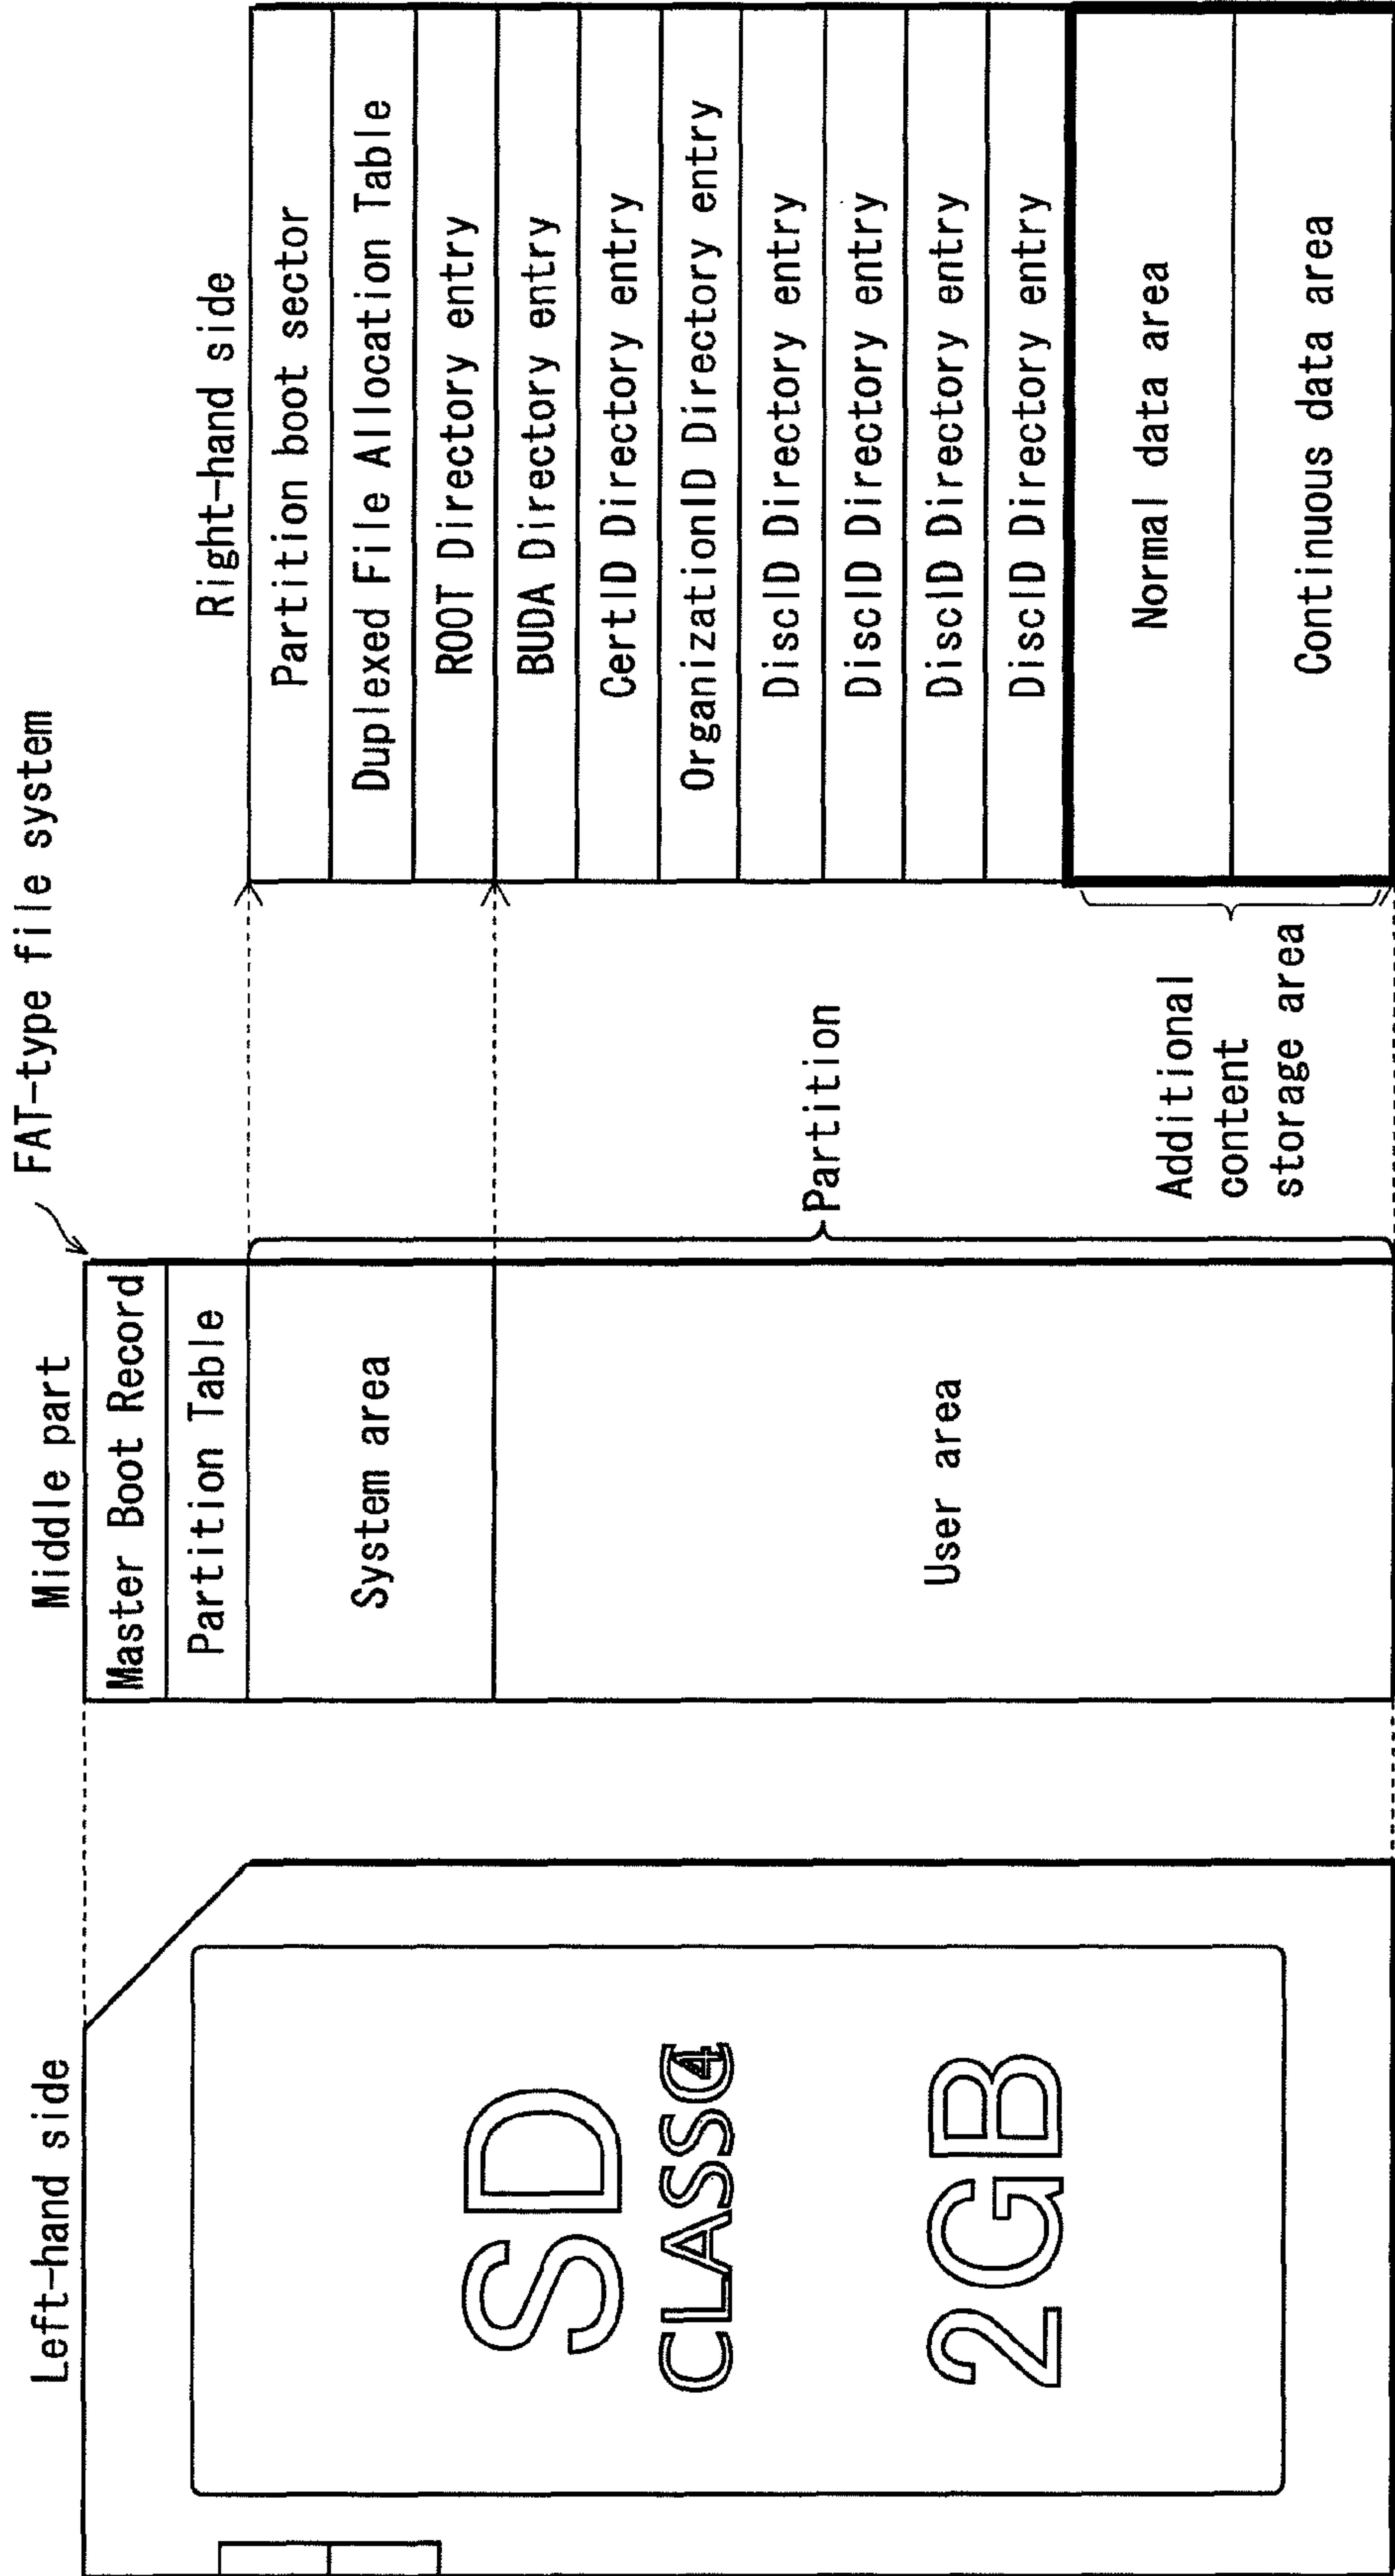 FAT-type file system
Left-hand side
Middle part
Right-hand side
SD
CLASS④
2GB
Master Boot Record
Partition Table
System area
User area
Partition
Additional
content
storage area
Partition boot sector
Duplexed File Allocation Table
ROOT Directory entry
BUDA Directory entry
CertID Directory entry
OrganizationID Directory entry
DiscID Directory entry
DiscID Directory entry
DiscID Directory entry
DiscID Directory entry
Normal data area
Continuous data area